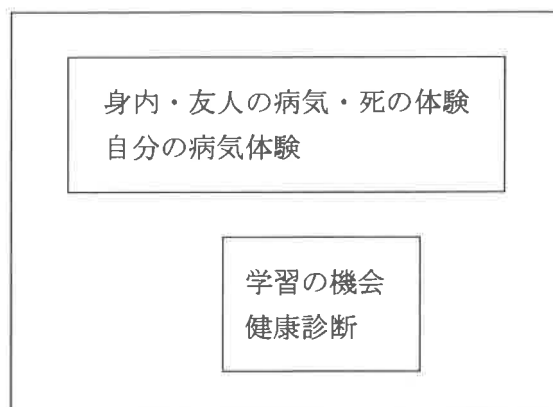 身内・友人の病気・死の体験
自分の病気体験
学習の機会
健康診断